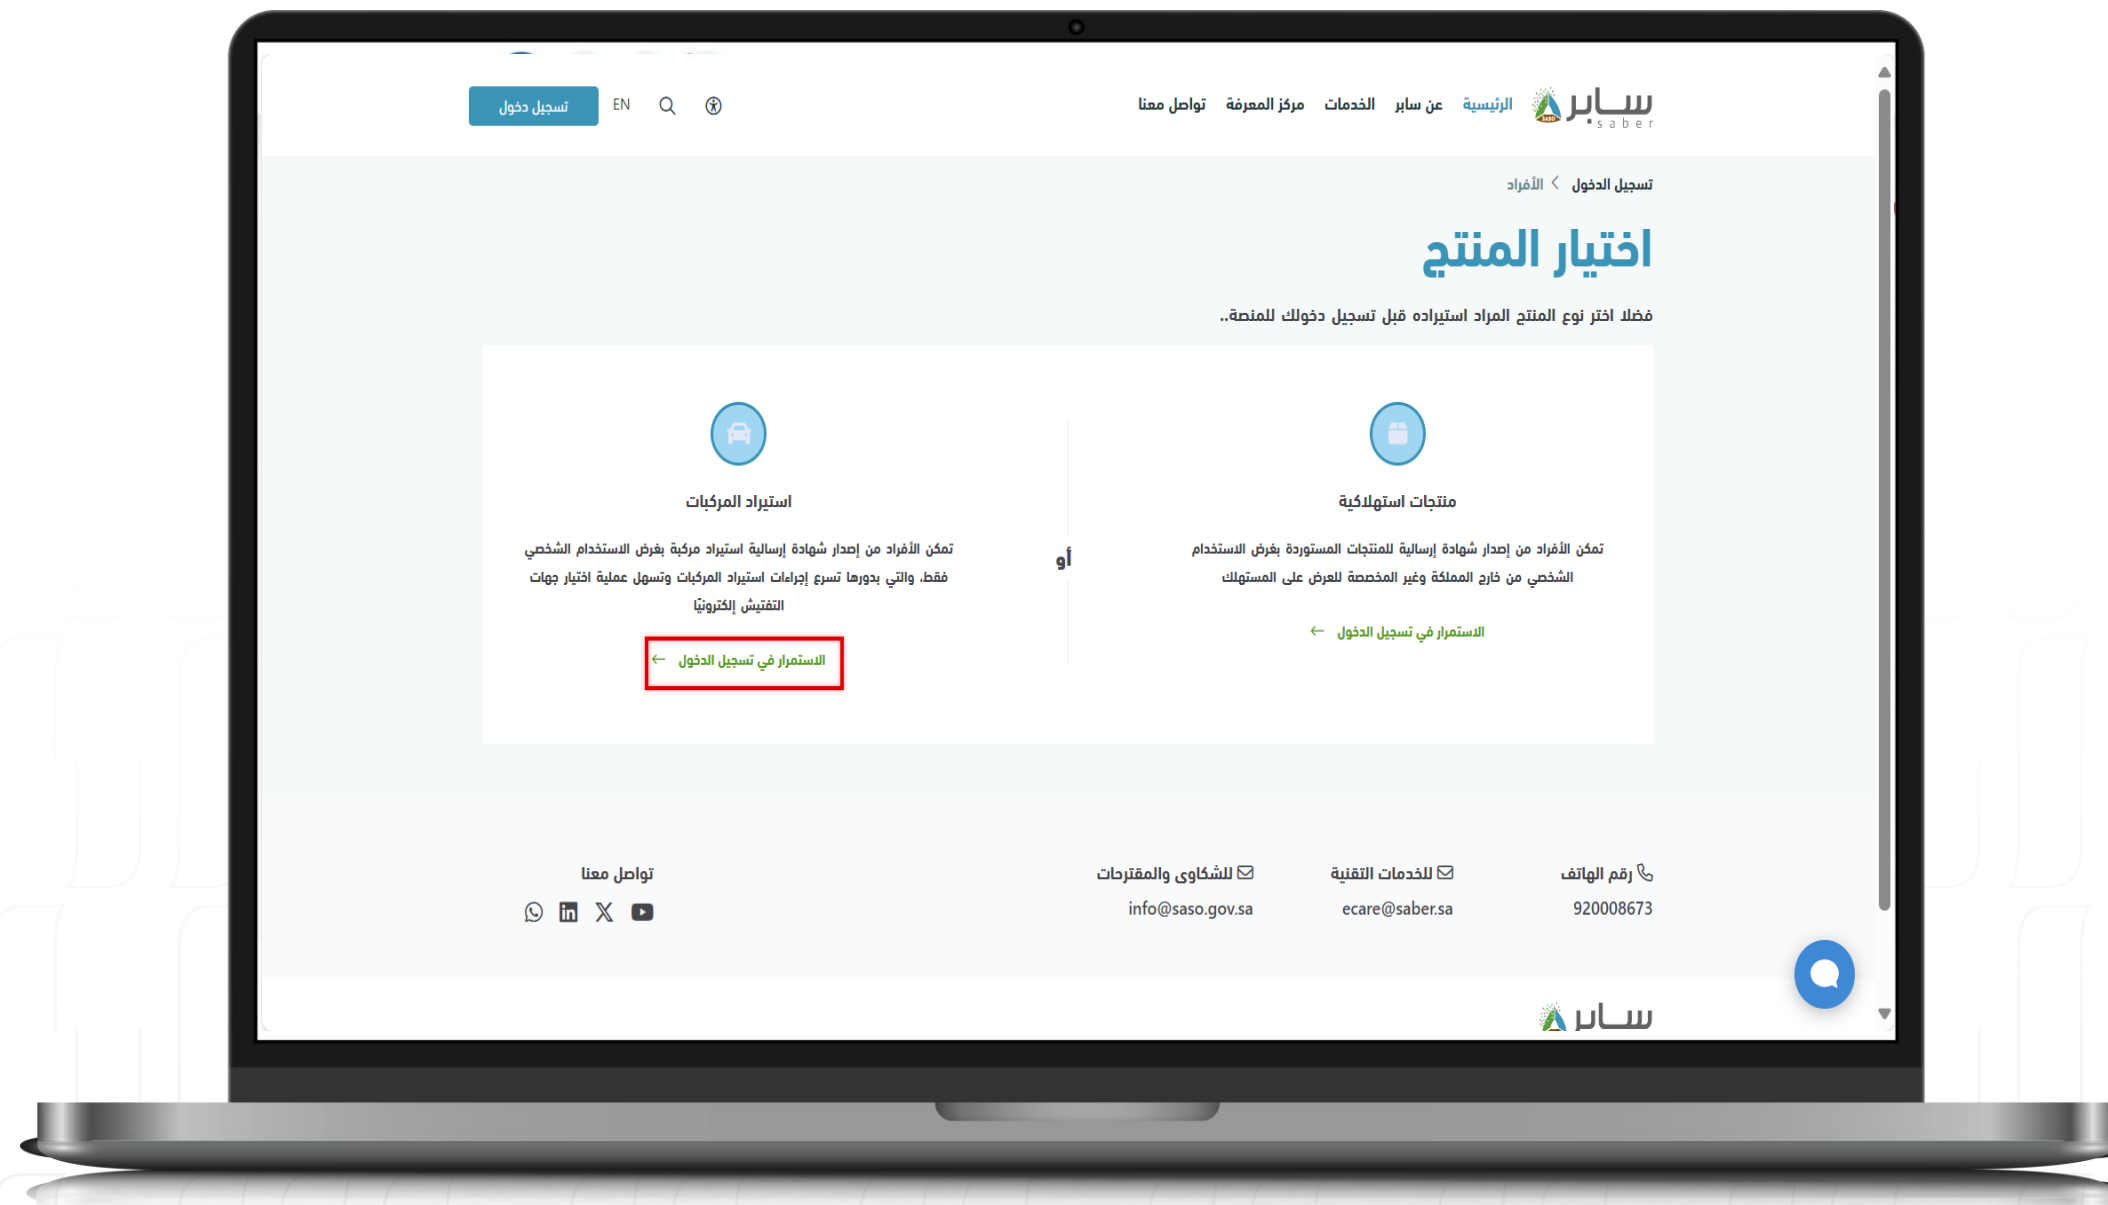 سابر
saber
SASO
الرئيسية
عن سابر
الخدمات
مركز المعرفة
تواصل معنا
EN
تسجيل دخول
تسجيل الدخول > الأفراد
اختيار المنتج
فضلا اختر نوع المنتج المراد استيراده قبل تسجيل دخولك للمنصة..
منتجات استهلاكية
تمكن الأفراد من إصدار شهادة إرسالية للمنتجات المستوردة بغرض الاستخدام
الشخصي من خارج المملكة وغير المخصصة للعرض على المستهلك
الاستمرار في تسجيل الدخول ←
أو
استيراد المركبات
تمكن الأفراد من إصدار شهادة إرسالية استيراد مركبة بغرض الاستخدام الشخصي
فقط، والتي بدورها تسرع إجراءات استيراد المركبات وتسهل عملية اختيار جهات
التفتيش إلكترونيًا
الاستمرار في تسجيل الدخول ←
رقم الهاتف
920008673
للخدمات التقنية
ecare@saber.sa
للشكاوى والمقترحات
info@saso.gov.sa
تواصل معنا
سابر